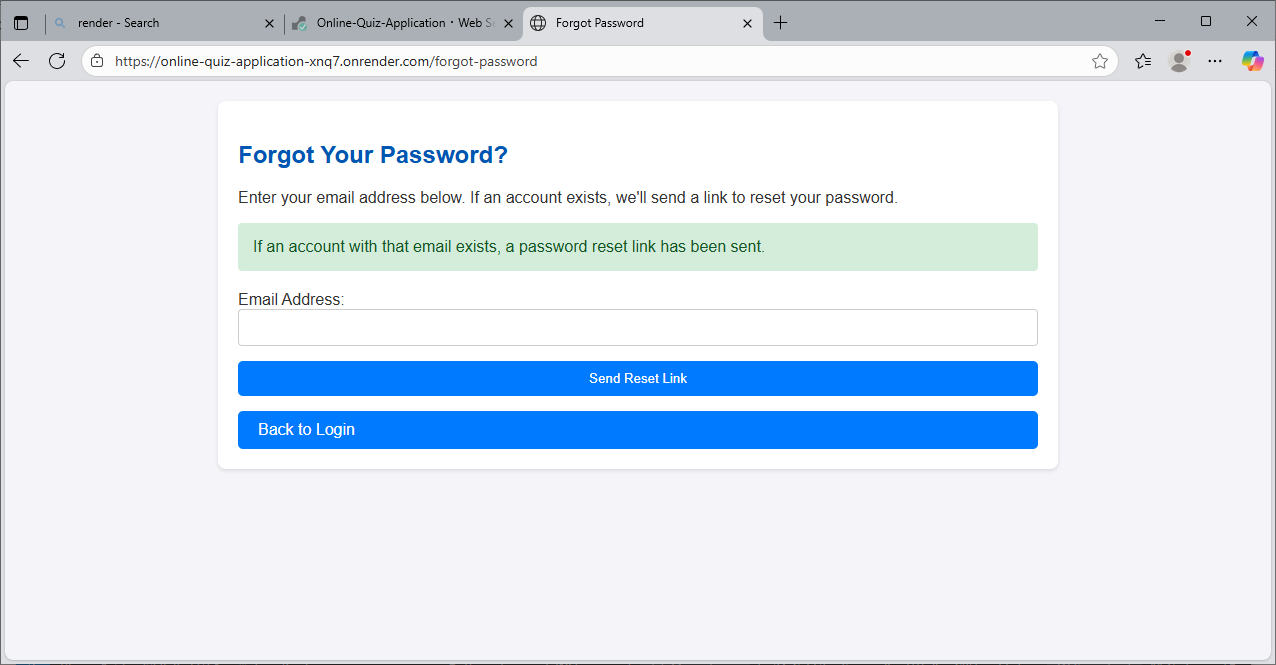 render - Search
Online-Quiz-Application · Web Se
Forgot Password
https://online-quiz-application-xnq7.onrender.com/forgot-password
Forgot Your Password?
Enter your email address below. If an account exists, we'll send a link to reset your password.
If an account with that email exists, a password reset link has been sent.
Email Address:
Send Reset Link
Back to Login